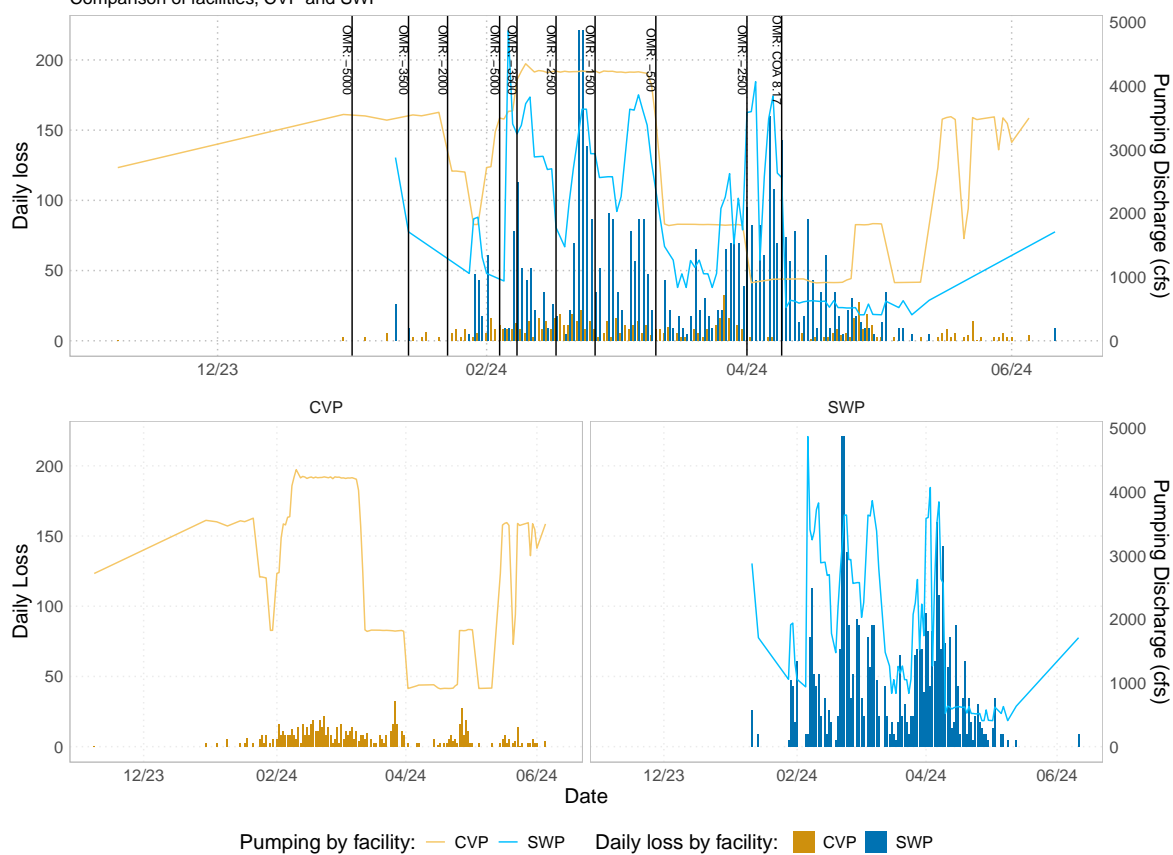 Comparison of facilities, CVP and SWP
Daily loss
200
150
100
50
0
OMR: −5000
OMR: −3500
OMR: −2000
OMR: −5000
OMR: −3500
OMR: −2500
OMR: −1500
OMR: −500
OMR: −2500
OMR: COA 8.17
5000
4000
3000
2000
1000
0
Pumping Discharge (cfs)
12/23
02/24
04/24
06/24
CVP
SWP
Daily Loss
200
150
100
50
0
5000
4000
3000
2000
1000
0
Pumping Discharge (cfs)
12/23
02/24
04/24
06/24
12/23
02/24
04/24
06/24
Date
Pumping by facility: CVP SWP Daily loss by facility: CVP SWP